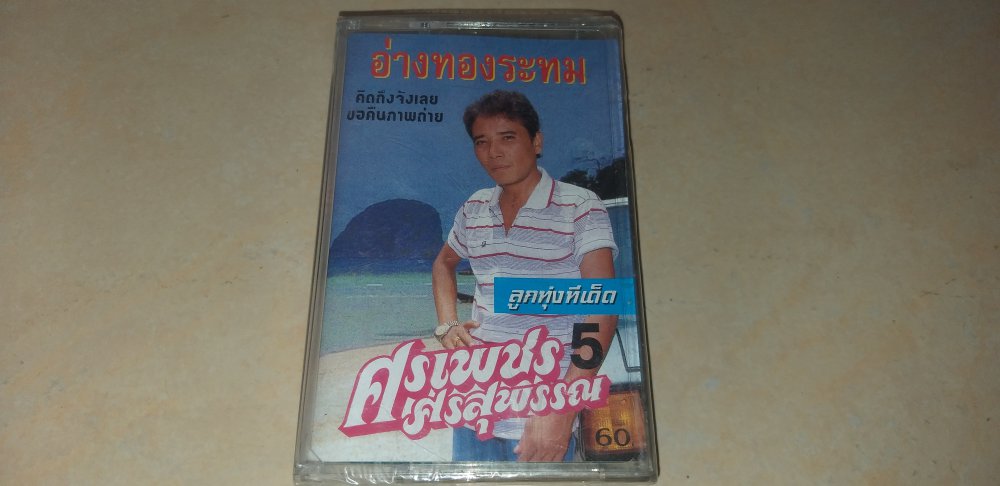 อ่างทองระทม
คิดถึงจังเลย
ขอคืนภาพถ่าย
ลูกทุ่งทีเด็ด
5
ศรเพชร
ศรสุพรรณ
60